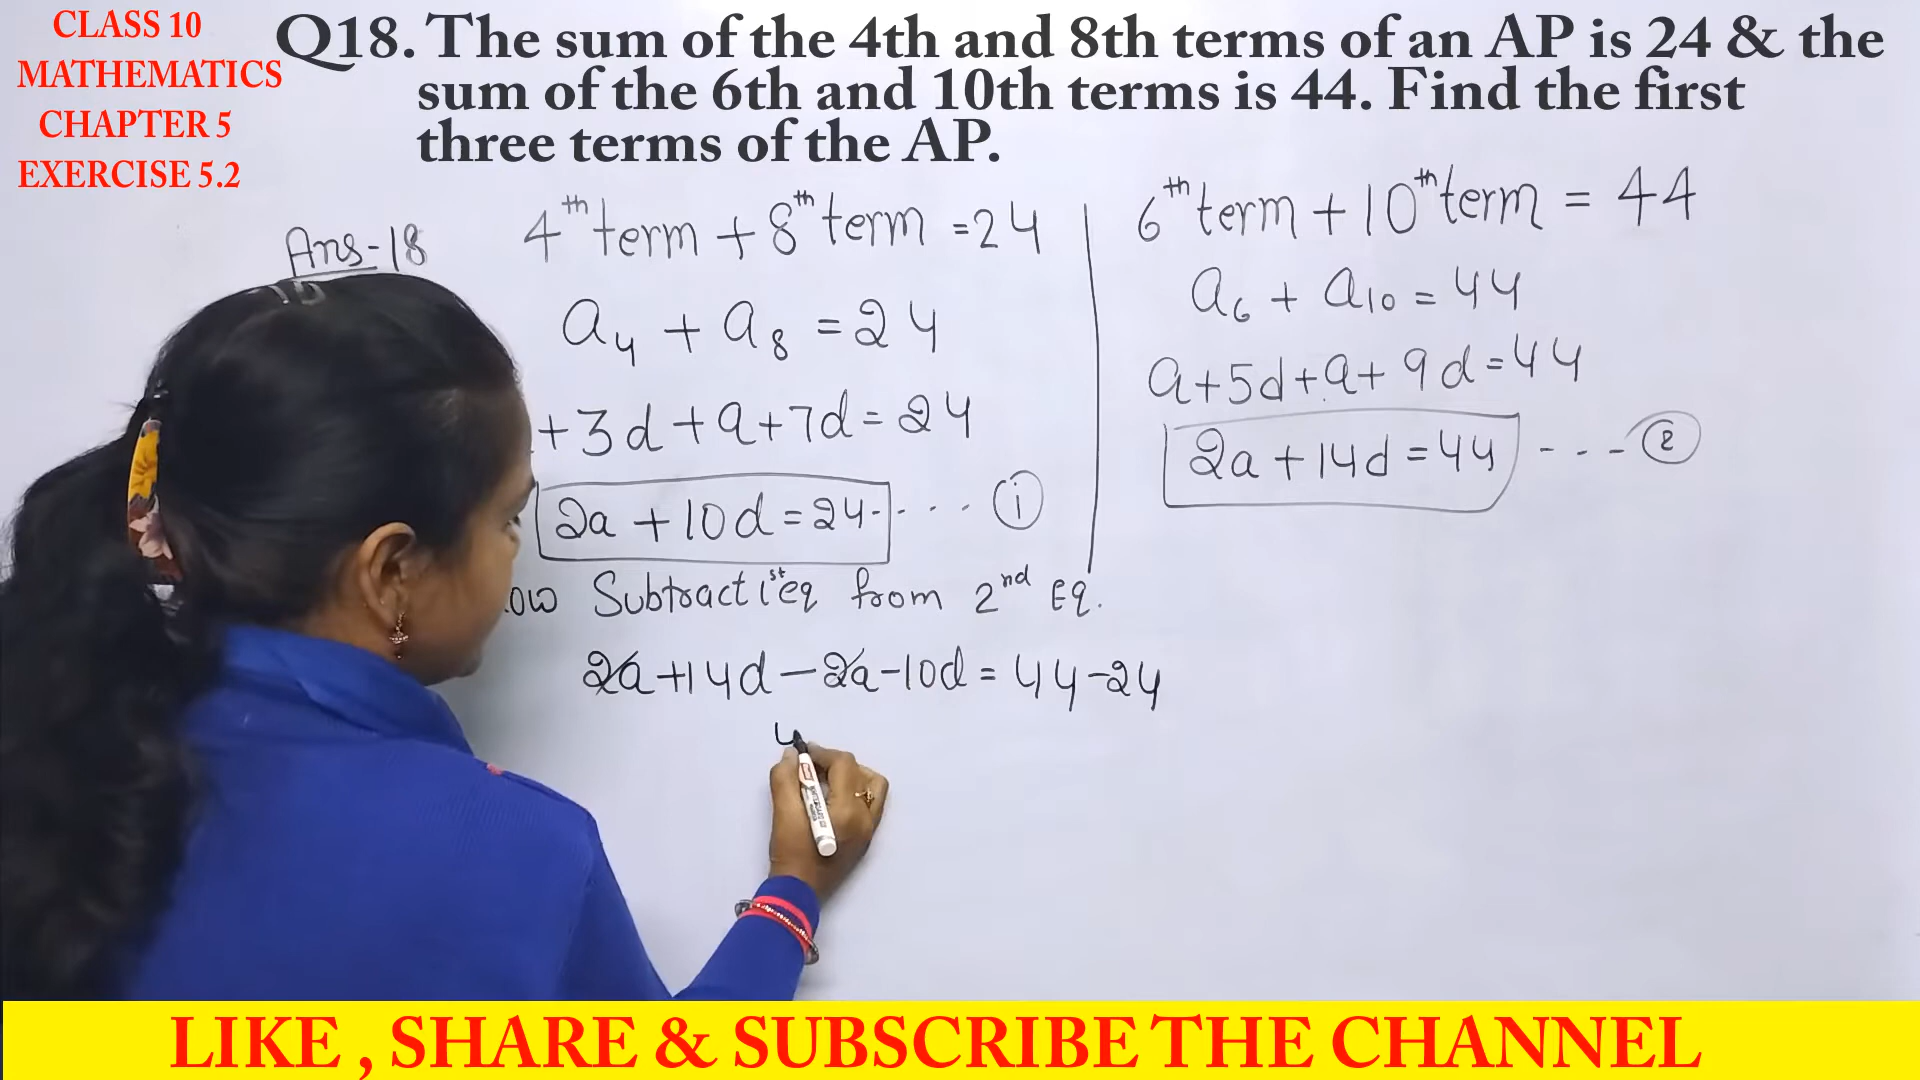 CLASS 10
MATHEMATICS
CHAPTER 5
EXERCISE 5.2
Q18. The sum of the 4th and 8th terms of an AP is 24 & the
sum of the 6th and 10th terms is 44. Find the first
three terms of the AP.
Ans-18
4th term + 8th term = 24
a4 + a8 = 24
+3d+a+7d=24
2a+10d=24---- ①
6th term + 10th term = 44
a6 + a10 = 44
a+5d+a+9d=44
2a+14d=44 --- ②
ow Subtract 1st eq from 2nd Eq.
2a+14d-2a-10d=44-24
4
LIKE , SHARE & SUBSCRIBE THE CHANNEL